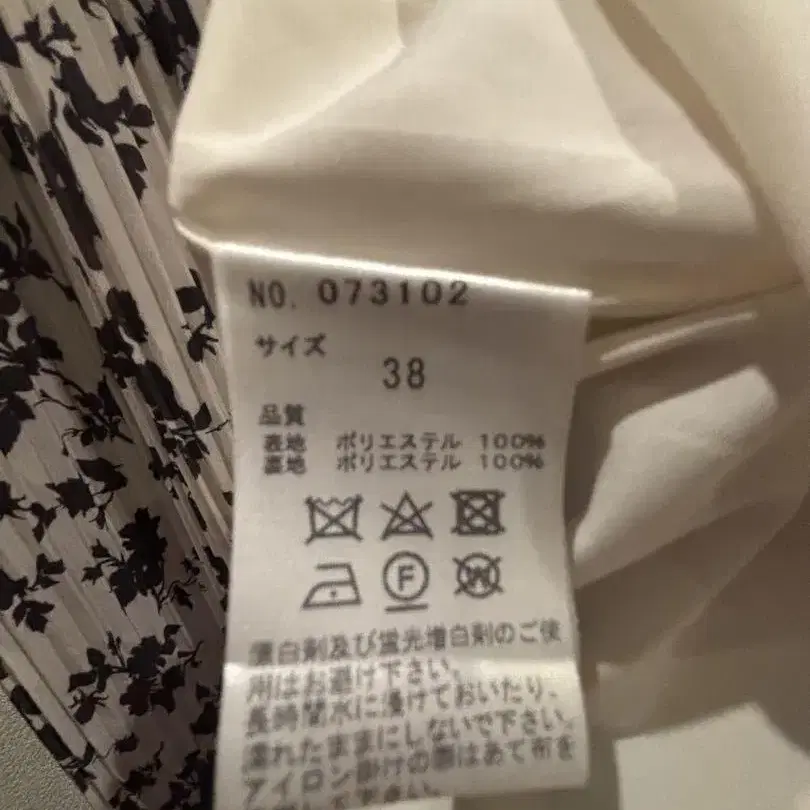 NO. 073102
サイズ
38
品質
表地 ポリエステル 100%
裏地 ポリエステル 100%
F
W
漂白剤及び蛍光増白剤のご使
用はお避け下さい。
長時間水に浸けておいたり、
濡れたままにしないで下さい。
アイロン掛けの際はあて布を